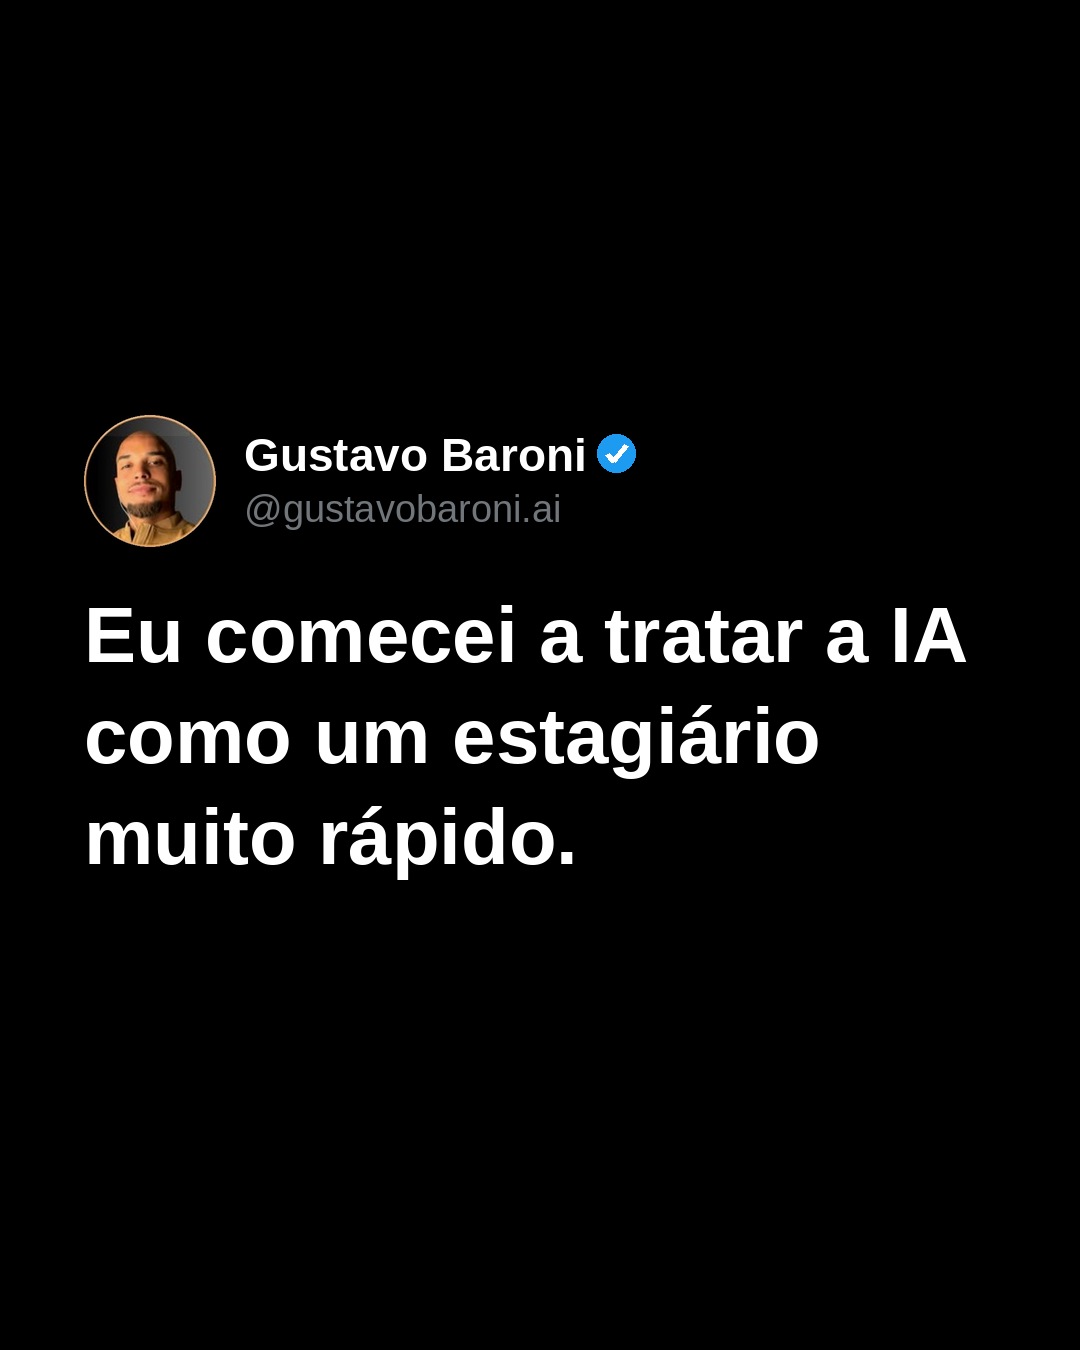 Gustavo Baroni
@gustavobaroni.ai
Eu comecei a tratar a IA
como um estagiário
muito rápido.